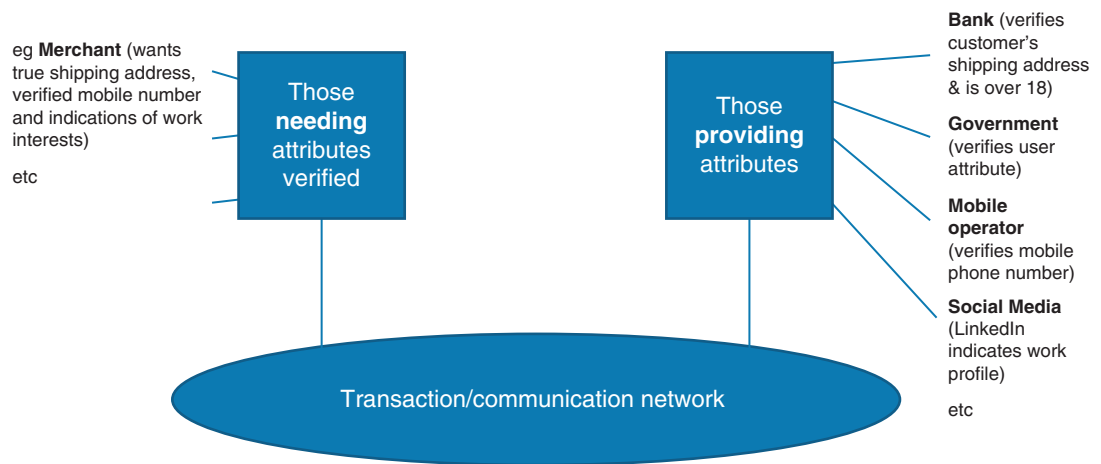 eg Merchant (wants
true shipping address,
verified mobile number
and indications of work
interests)
etc
Those
needing
attributes
verified
Those
providing
attributes
Bank (verifies
customer's
shipping address
& is over 18)
Government
(verifies user
attribute)
Mobile
operator
(verifies mobile
phone number)
Social Media
(LinkedIn
indicates work
profile)
etc
Transaction/communication network